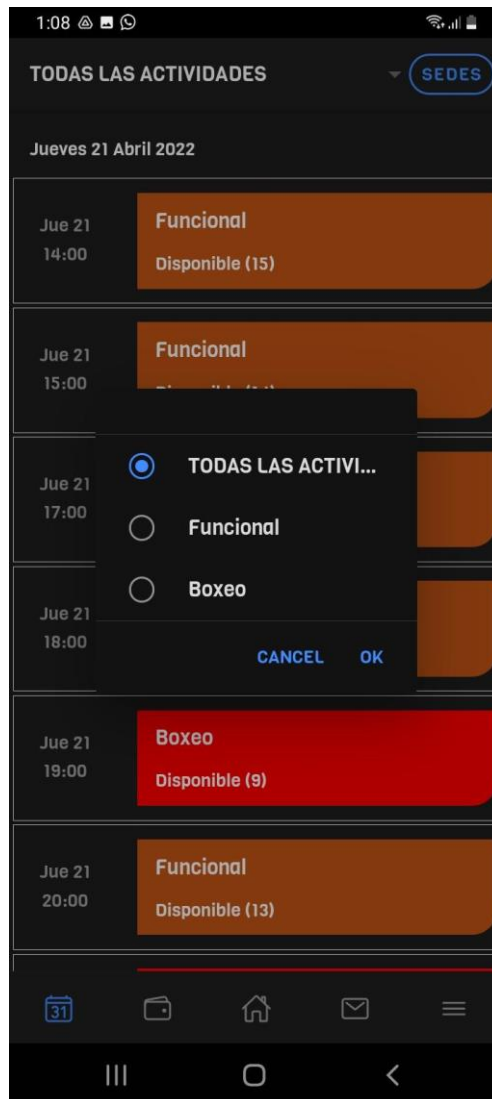 1:08
TODAS LAS ACTIVIDADES
SEDES
Jueves 21 Abril 2022
Jue 21
14:00
Funcional
Disponible (15)
Jue 21
15:00
Funcional
Jue 21
17:00
TODAS LAS ACTIVI...
Funcional
Boxeo
CANCEL
OK
Jue 21
18:00
Jue 21
19:00
Boxeo
Disponible (9)
Jue 21
20:00
Funcional
Disponible (13)
31